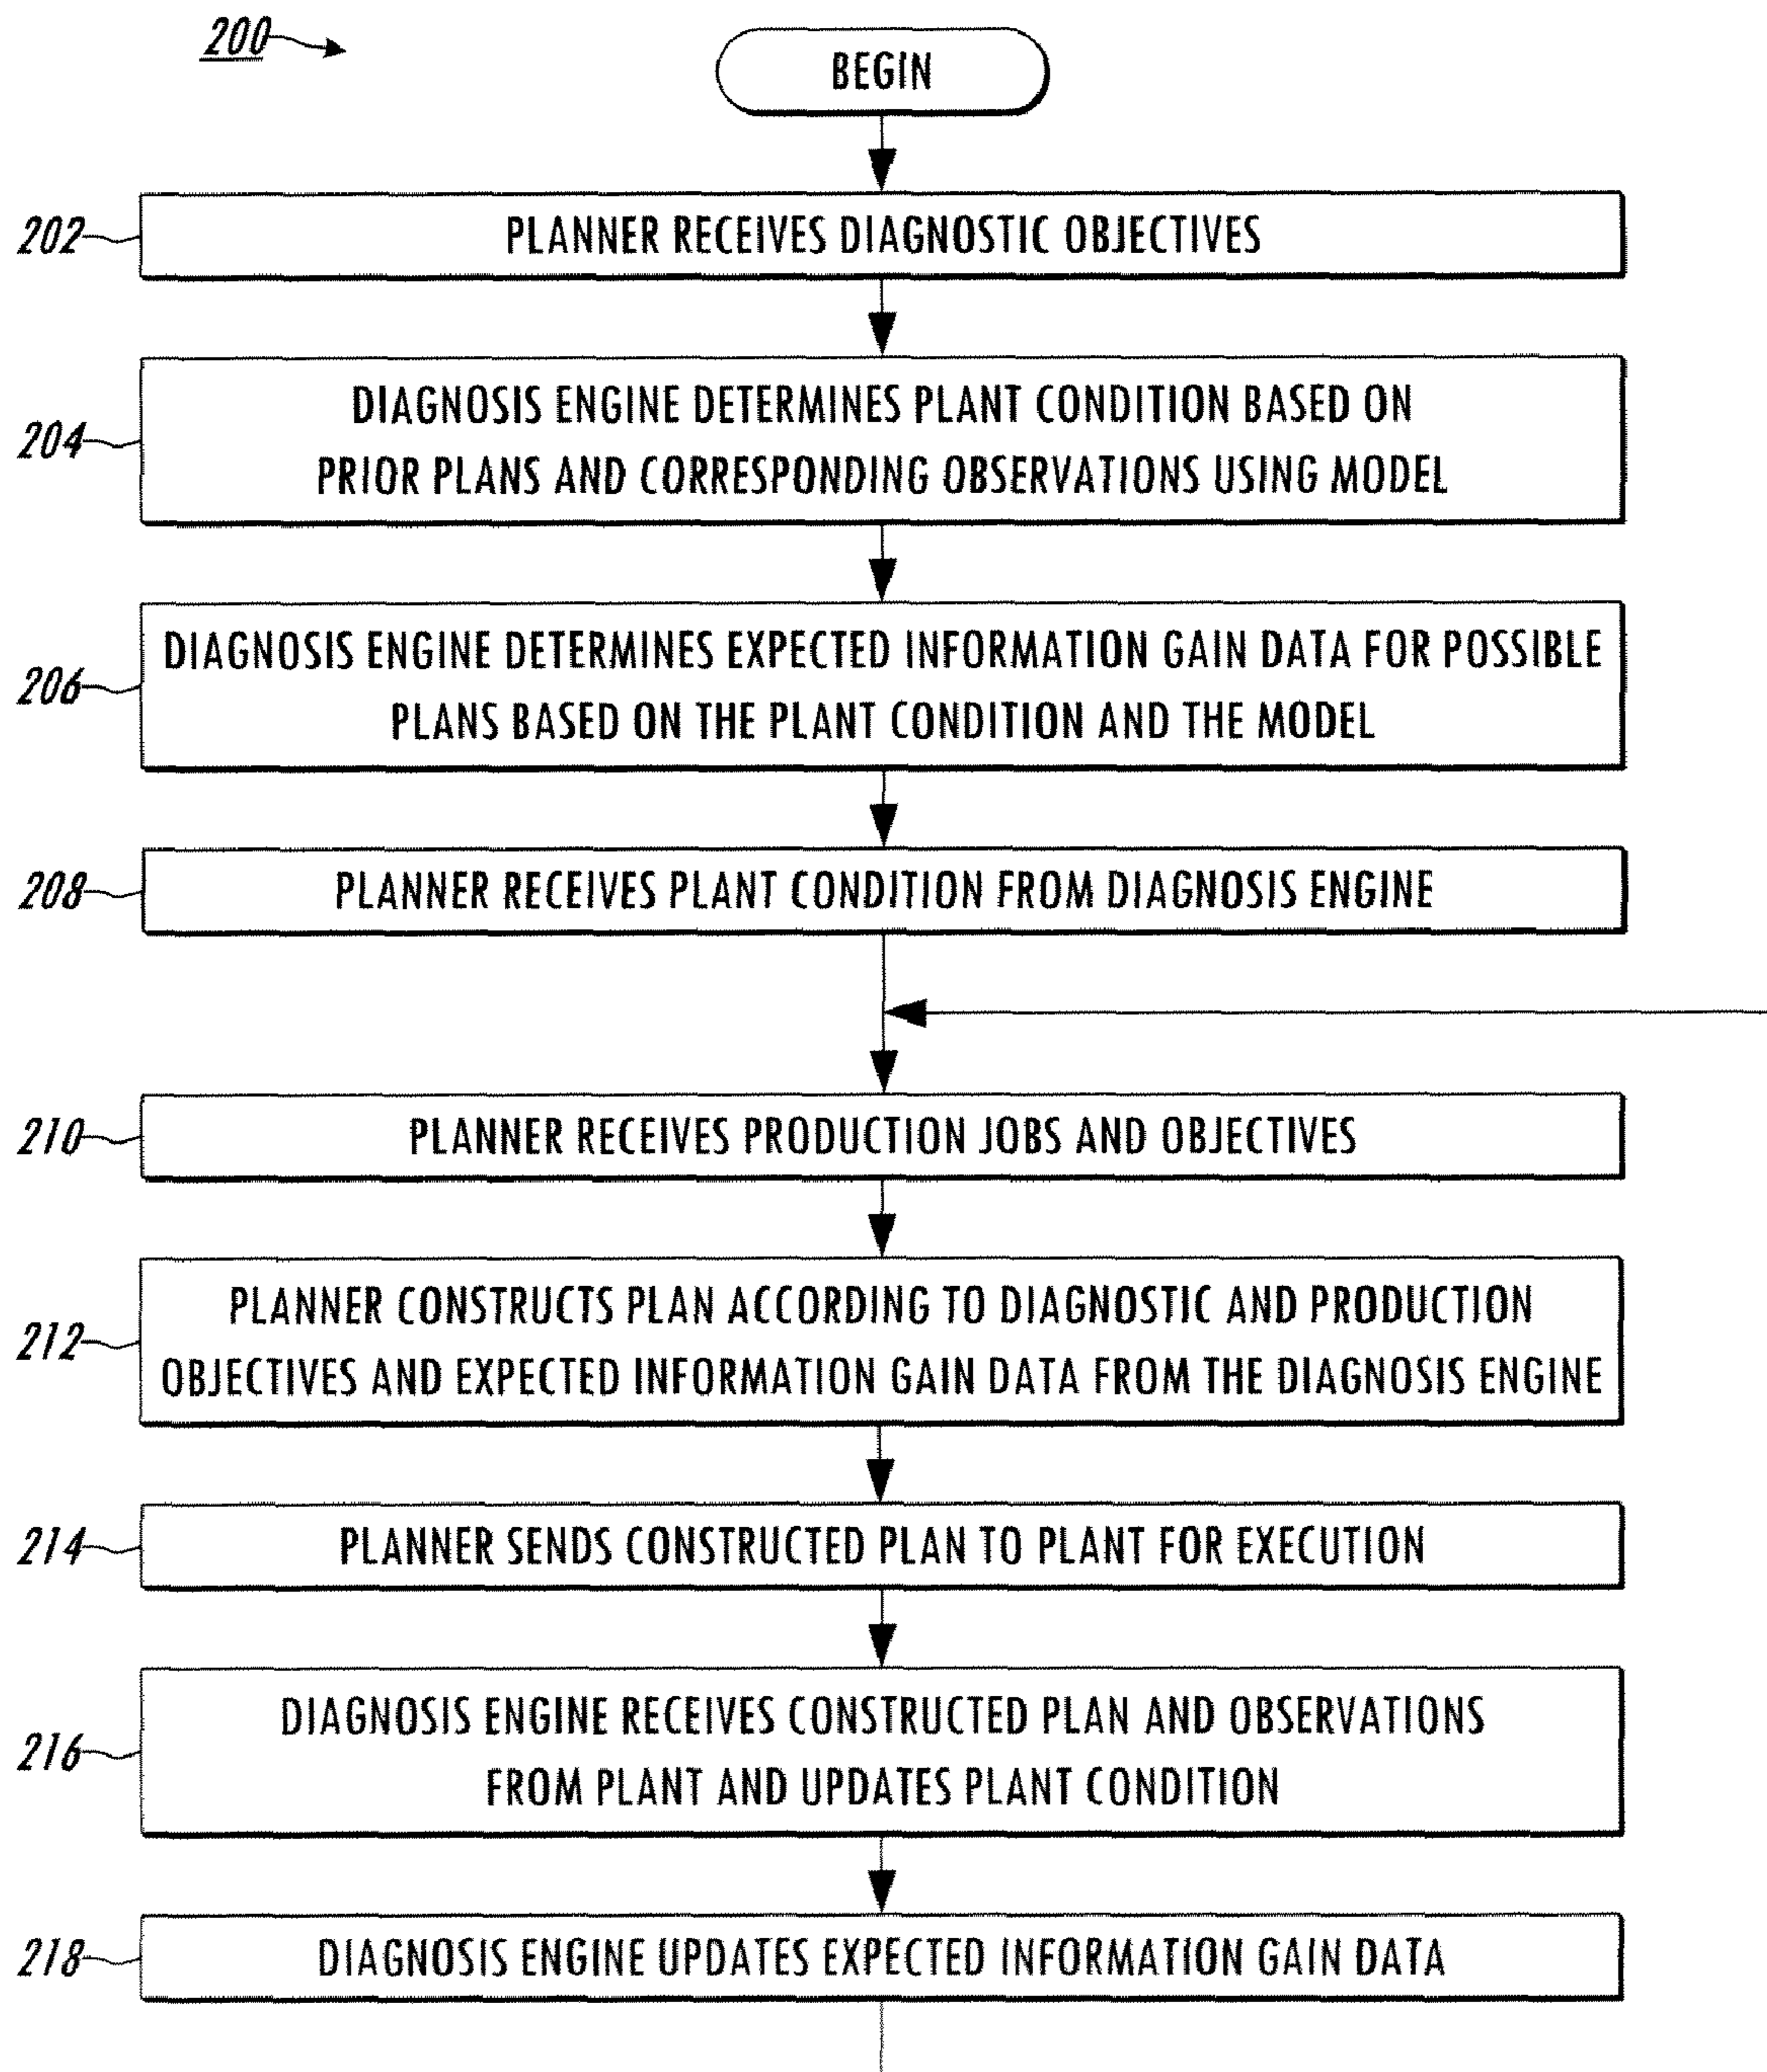 200
BEGIN
202
PLANNER RECEIVES DIAGNOSTIC OBJECTIVES
204
DIAGNOSIS ENGINE DETERMINES PLANT CONDITION BASED ON
PRIOR PLANS AND CORRESPONDING OBSERVATIONS USING MODEL
206
DIAGNOSIS ENGINE DETERMINES EXPECTED INFORMATION GAIN DATA FOR POSSIBLE
PLANS BASED ON THE PLANT CONDITION AND THE MODEL
208
PLANNER RECEIVES PLANT CONDITION FROM DIAGNOSIS ENGINE
210
PLANNER RECEIVES PRODUCTION JOBS AND OBJECTIVES
212
PLANNER CONSTRUCTS PLAN ACCORDING TO DIAGNOSTIC AND PRODUCTION
OBJECTIVES AND EXPECTED INFORMATION GAIN DATA FROM THE DIAGNOSIS ENGINE
214
PLANNER SENDS CONSTRUCTED PLAN TO PLANT FOR EXECUTION
216
DIAGNOSIS ENGINE RECEIVES CONSTRUCTED PLAN AND OBSERVATIONS
FROM PLANT AND UPDATES PLANT CONDITION
218
DIAGNOSIS ENGINE UPDATES EXPECTED INFORMATION GAIN DATA